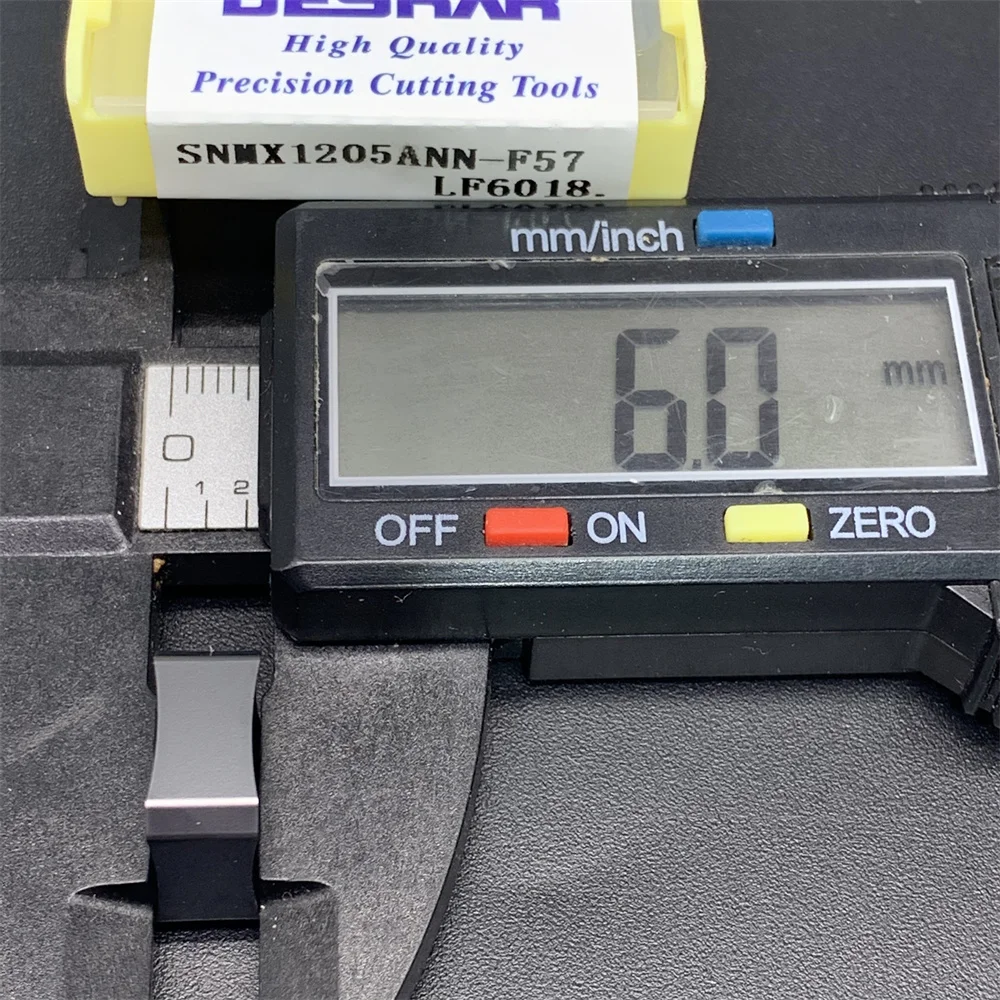 DESKAR
High Quality
Precision Cutting Tools
SNMX1205ANN-F57
LF6018.
mm/inch
6.0 mm
0
1 2
OFF ON ZERO